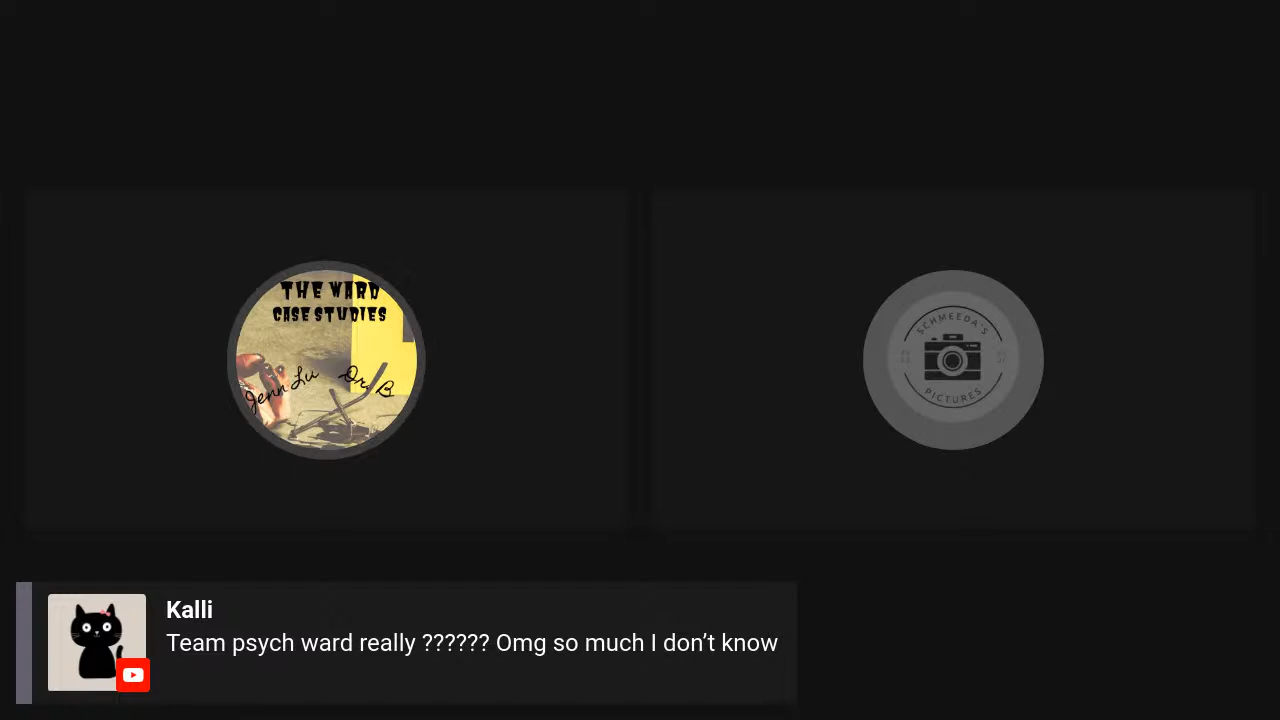 THE WARD
CASE STUDIES
Jenn Lu Dr. B
SCHMEEDA'S
PICTURES
Kalli
Team psych ward really ?????? Omg so much I don’t know